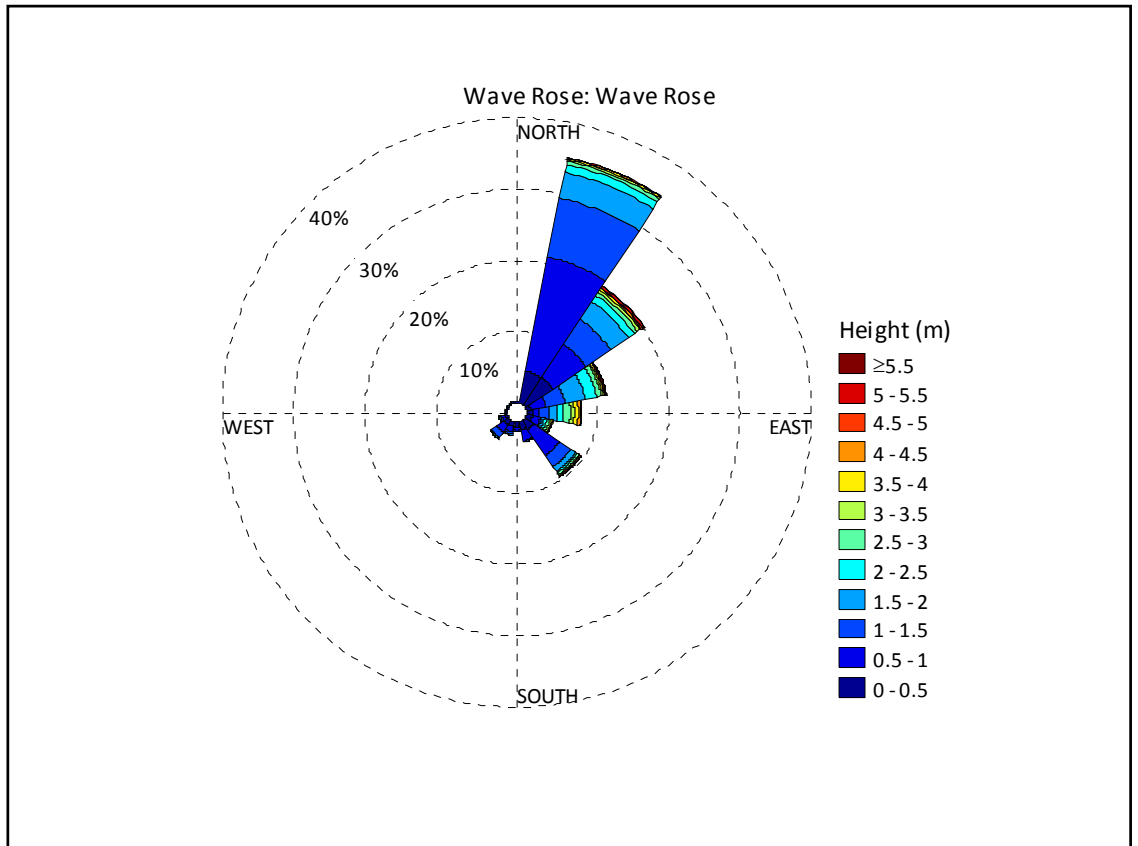 Wave Rose: Wave Rose
NORTH
40%
30%
20%
10%
WEST
EAST
SOUTH
Height (m)
≥5.5
5 - 5.5
4.5 - 5
4 - 4.5
3.5 - 4
3 - 3.5
2.5 - 3
2 - 2.5
1.5 - 2
1 - 1.5
0.5 - 1
0 - 0.5